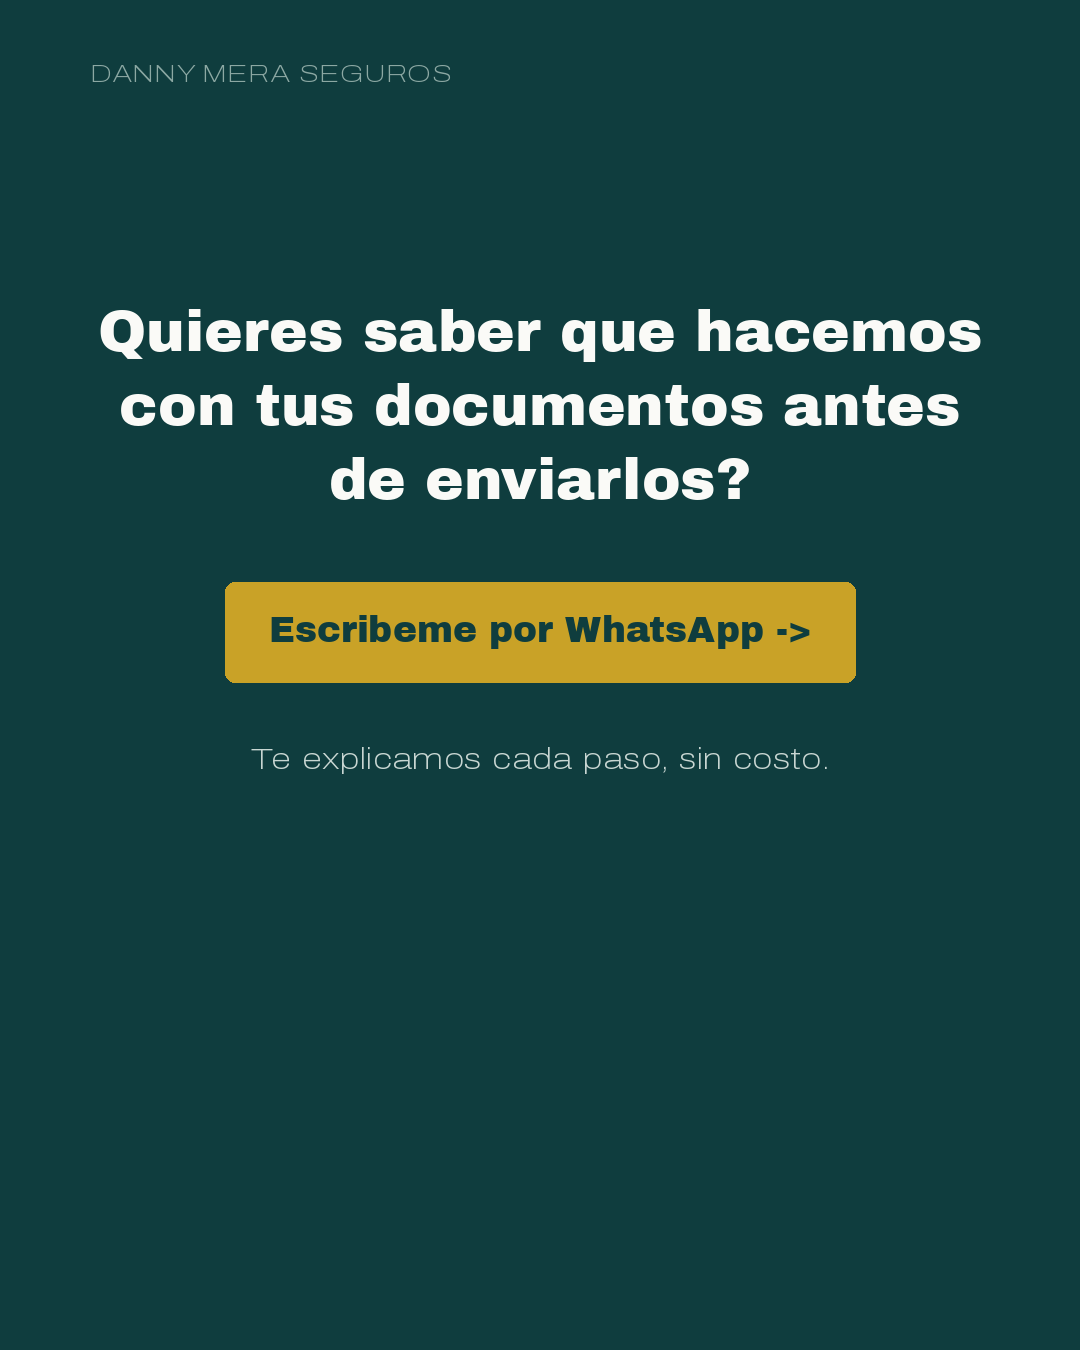 DANNY MERA SEGUROS
Quieres saber que hacemos
con tus documentos antes
de enviarlos?
Escribeme por WhatsApp ->
Te explicamos cada paso, sin costo.